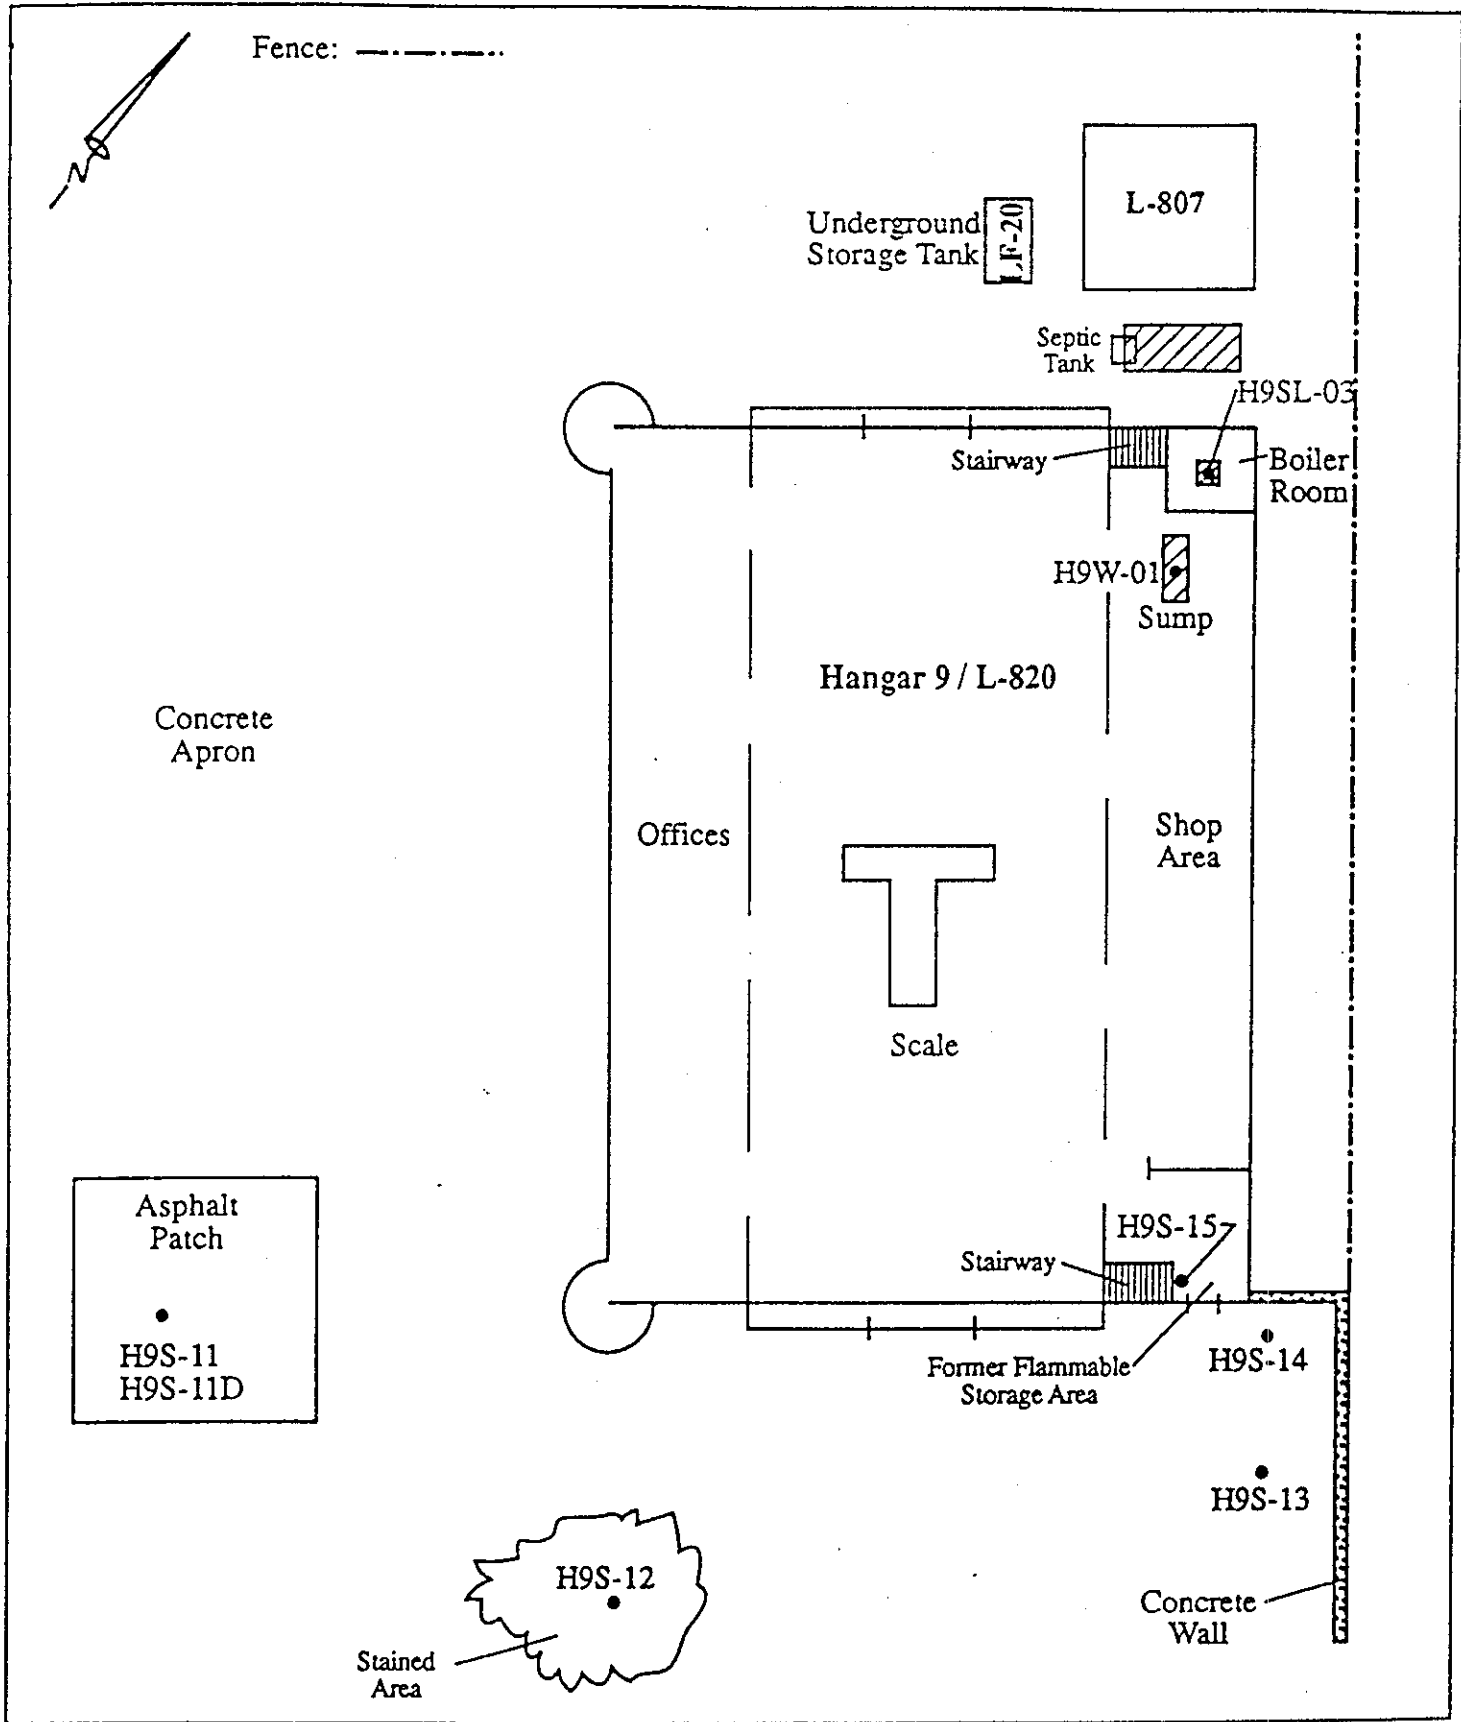 Fence:
N
L-807
Underground
Storage Tank
LF-20
Septic
Tank
H9SL-03
Stairway
Boiler
Room
H9W-01
Sump
Hangar 9 / L-820
Concrete
Apron
Offices
Shop
Area
Scale
Asphalt
Patch
H9S-15
Stairway
H9S-11
H9S-11D
Former Flammable
Storage Area
H9S-14
H9S-13
H9S-12
Concrete
Wall
Stained
Area